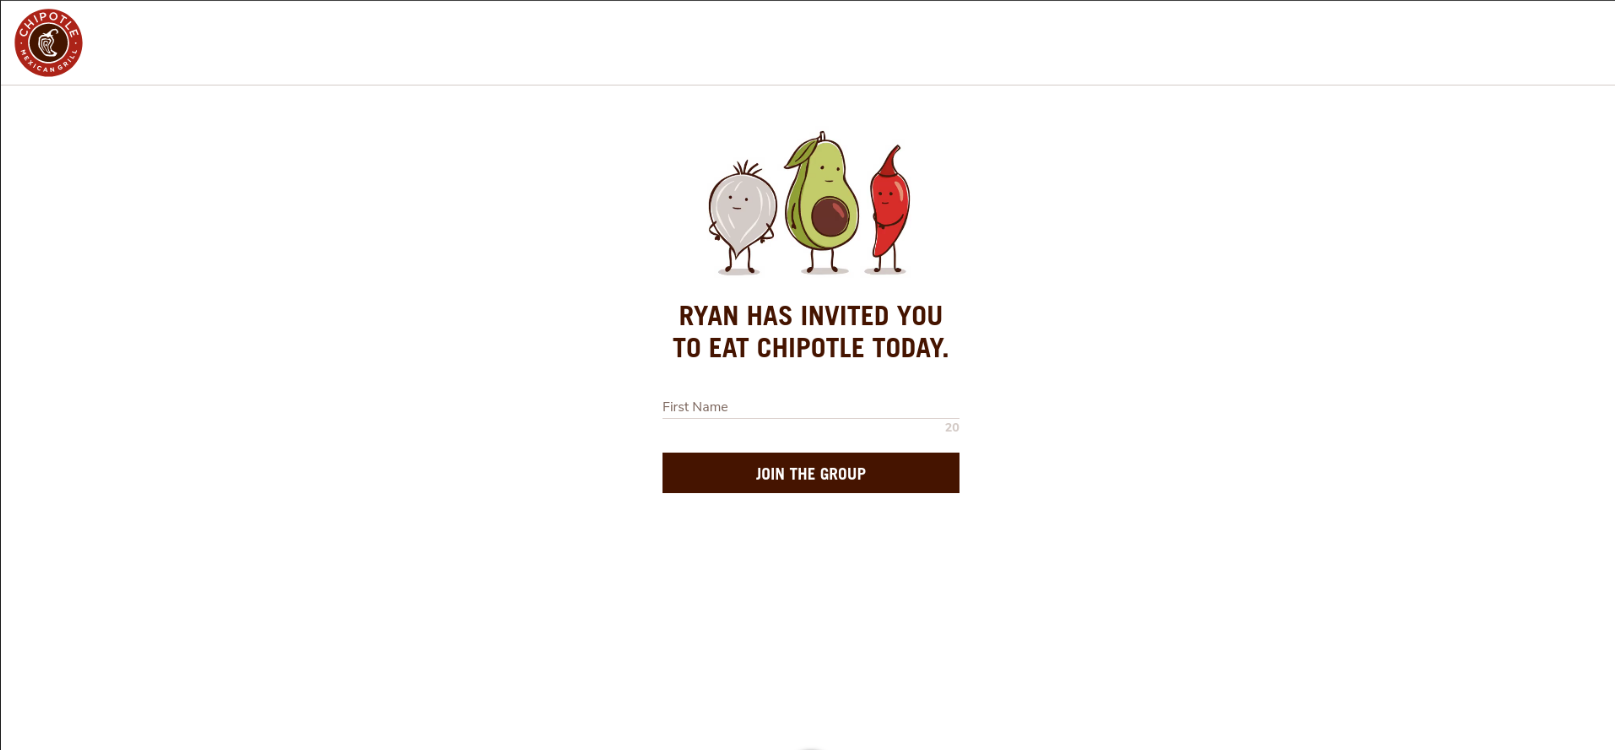 CHIPOTLE
MEXICAN GRILL
RYAN HAS INVITED YOU
TO EAT CHIPOTLE TODAY.
First Name
20
JOIN THE GROUP